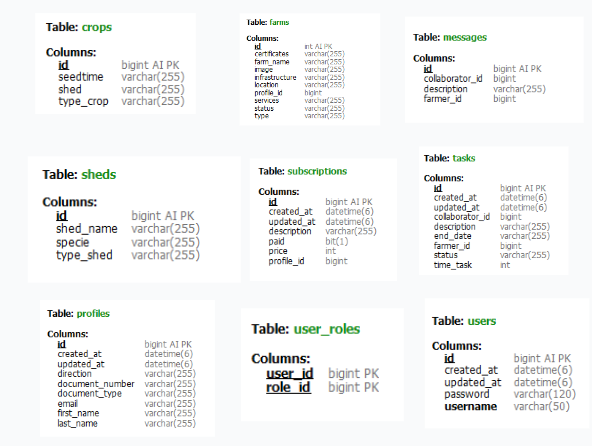 Table: crops
Columns:
id bigint AI PK
seedtime varchar(255)
shed varchar(255)
type_crop varchar(255)
Table: farms
Columns:
id int AI PK
certificates varchar(255)
farm_name varchar(255)
image varchar(255)
infrastructure varchar(255)
location varchar(255)
profile_id bigint
services varchar(255)
status varchar(255)
type varchar(255)
Table: messages
Columns:
id bigint AI PK
collaborator_id bigint
description varchar(255)
farmer_id bigint
Table: sheds
Columns:
id bigint AI PK
shed_name varchar(255)
specie varchar(255)
type_shed varchar(255)
Table: subscriptions
Columns:
id bigint AI PK
created_at datetime(6)
updated_at datetime(6)
description varchar(255)
paid bit(1)
price int
profile_id bigint
Table: tasks
Columns:
id bigint AI PK
created_at datetime(6)
updated_at datetime(6)
collaborator_id bigint
description varchar(255)
end_date varchar(255)
farmer_id bigint
status varchar(255)
time_task int
Table: profiles
Columns:
id bigint AI PK
created_at datetime(6)
updated_at datetime(6)
direction varchar(255)
document_number varchar(255)
document_type varchar(255)
email varchar(255)
first_name varchar(255)
last_name varchar(255)
Table: user_roles
Columns:
user_id bigint PK
role_id bigint PK
Table: users
Columns:
id bigint AI PK
created_at datetime(6)
updated_at datetime(6)
password varchar(120)
username varchar(50)